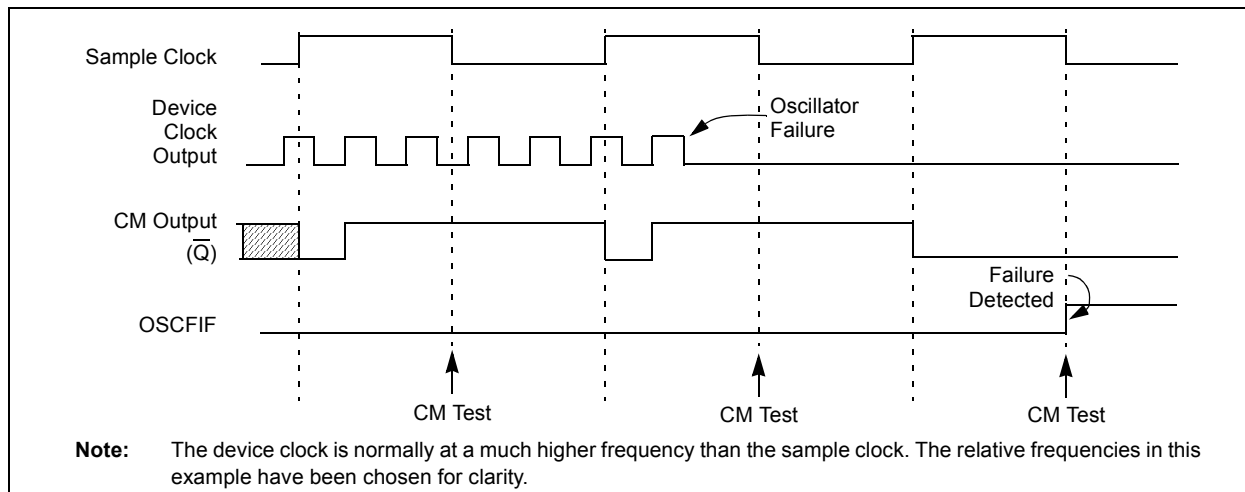 Sample Clock
Device
Clock
Output
Oscillator
Failure
CM Output
(Q̅)
Failure
Detected
OSCFIF
CM Test
CM Test
CM Test
Note: The device clock is normally at a much higher frequency than the sample clock. The relative frequencies in this
example have been chosen for clarity.